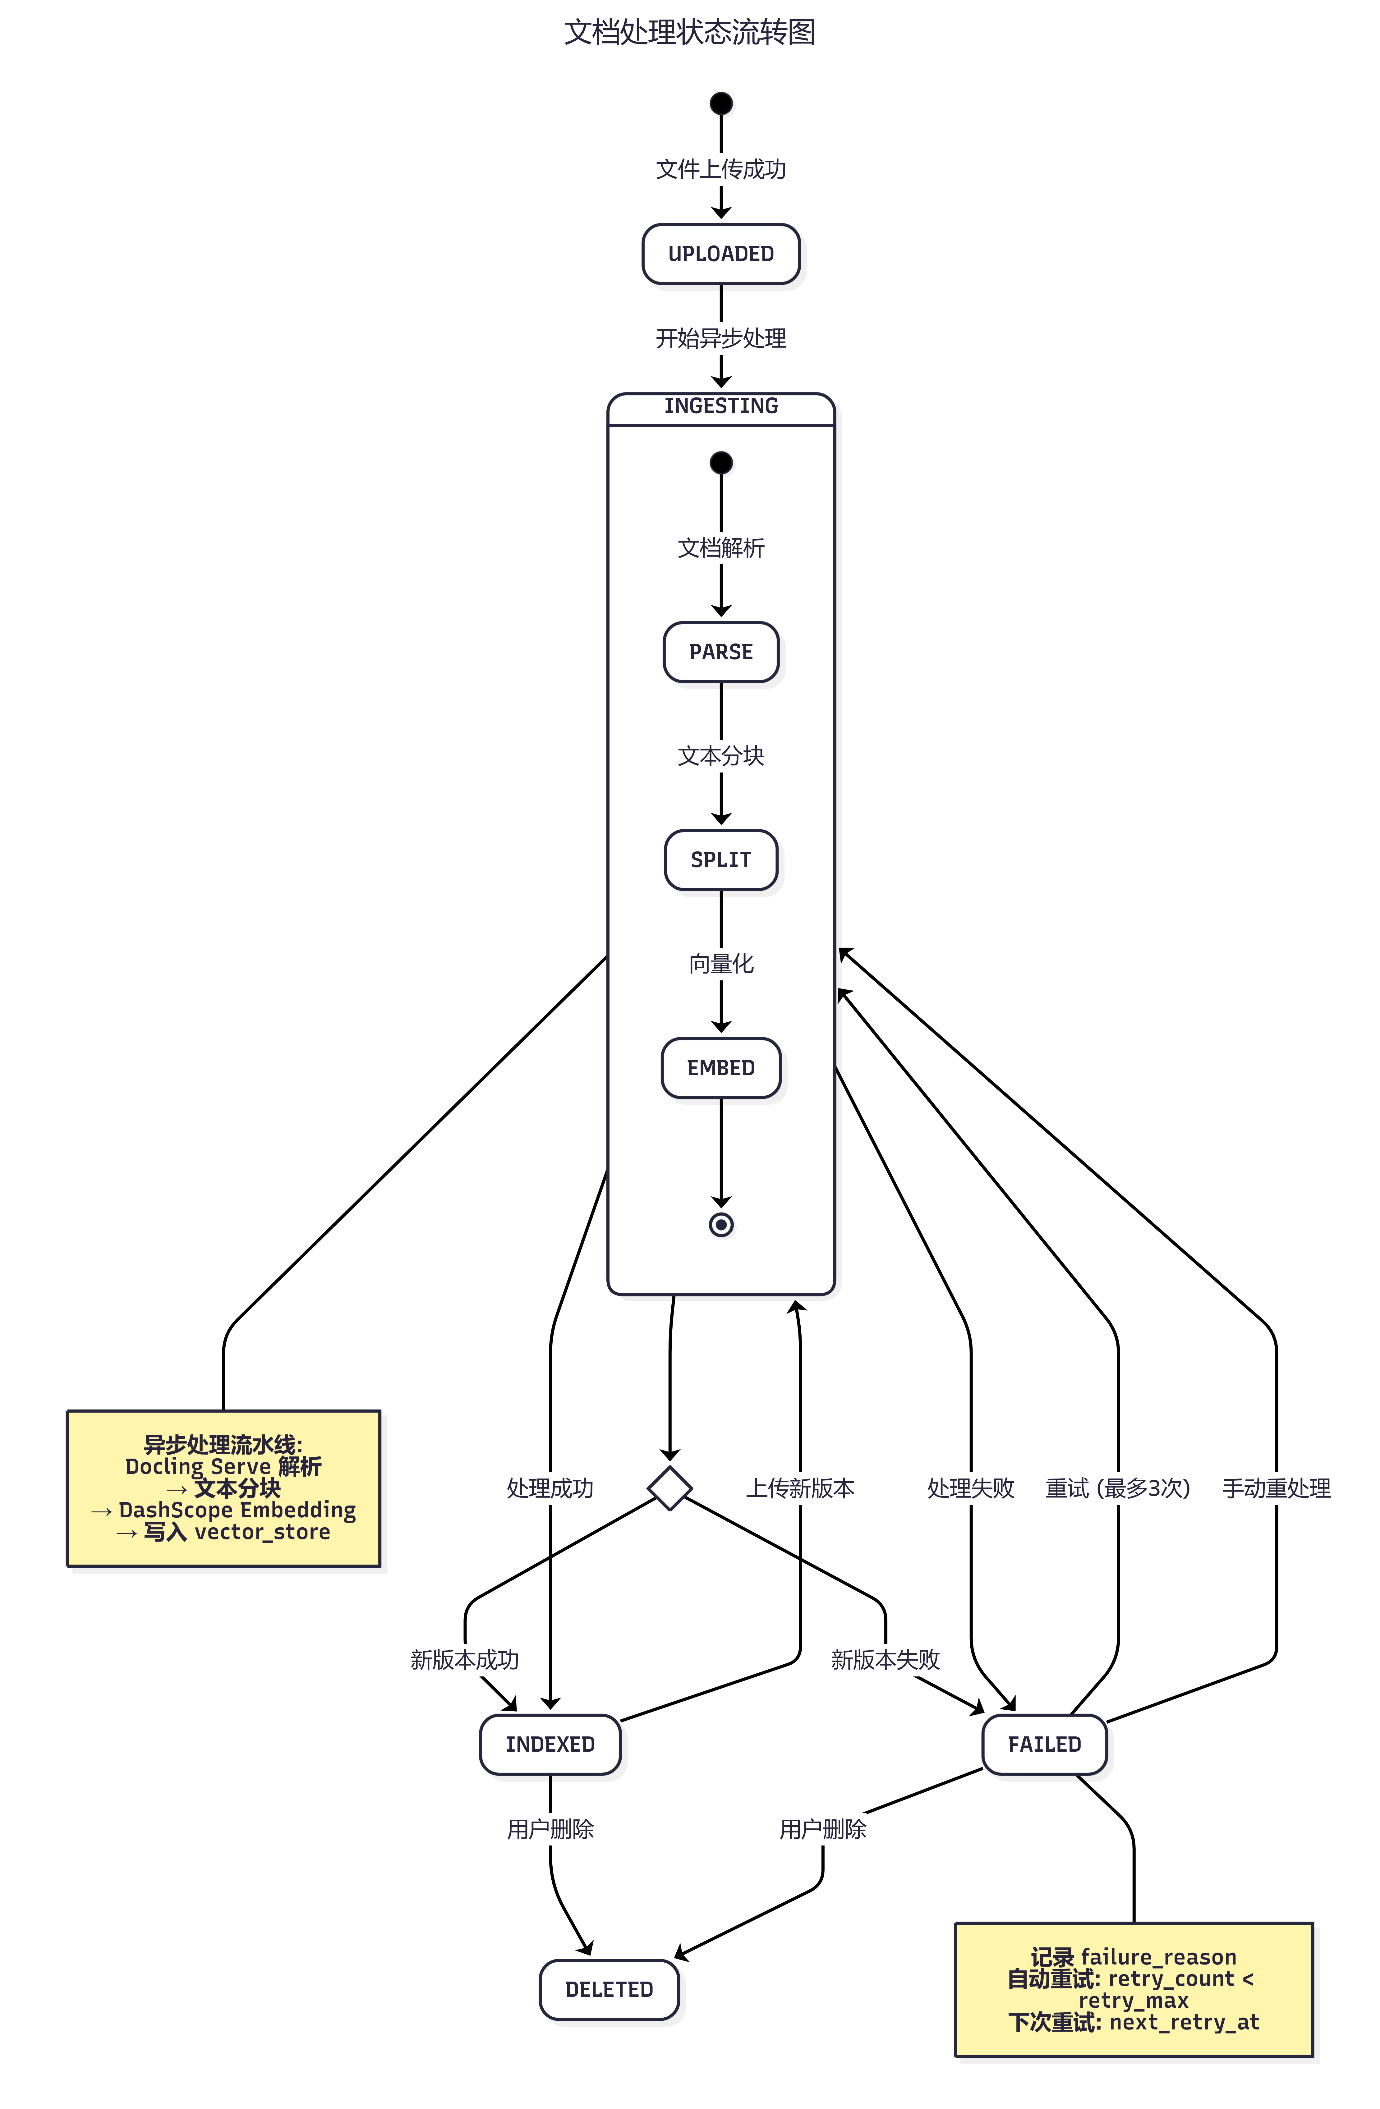 文档处理状态流转图
文件上传成功
UPLOADED
开始异步处理
INGESTING
文档解析
PARSE
文本分块
SPLIT
向量化
EMBED
异步处理流水线:
Docling Serve 解析
→ 文本分块
→ DashScope Embedding
→ 写入 vector_store
处理成功
上传新版本
处理失败
重试 (最多3次)
手动重处理
新版本成功
新版本失败
INDEXED
FAILED
用户删除
用户删除
DELETED
记录 failure_reason
自动重试: retry_count <
retry_max
下次重试: next_retry_at